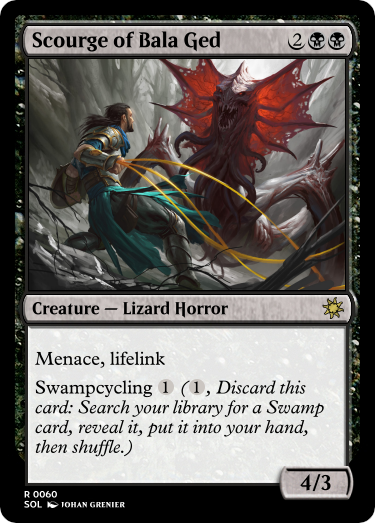 Scourge of Bala Ged 2
Creature — Lizard Horror
Menace, lifelink
Swampcycling 1 (1, Discard this
card: Search your library for a Swamp
card, reveal it, put it into your hand,
then shuffle.)
4/3
R 0060
SOL JOHAN GRENIER